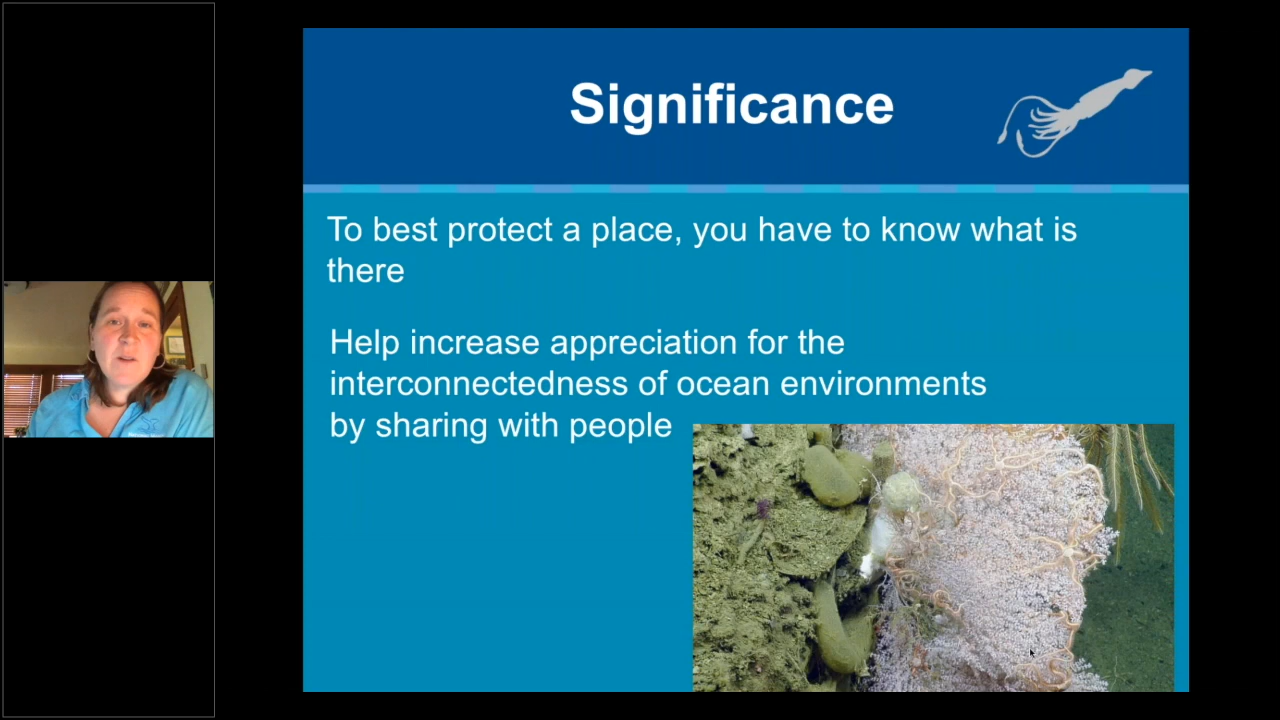 Significance
To best protect a place, you have to know what is
there
Help increase appreciation for the
interconnectedness of ocean environments
by sharing with people